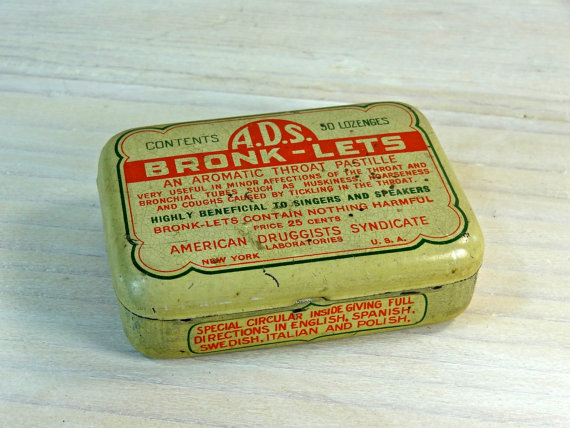 CONTENTS A.D.S. 50 LOZENGES
BRONK-LETS
AN AROMATIC THROAT PASTILLE
VERY USEFUL IN MINOR AFFECTIONS OF THE THROAT AND
BRONCHIAL TUBES SUCH AS HUSKINESS, HOARSENESS
AND COUGHS CAUSED BY TICKLING IN THE THROAT.
HIGHLY BENEFICIAL TO SINGERS AND SPEAKERS
BRONK-LETS CONTAIN NOTHING HARMFUL
PRICE 25 CENTS
AMERICAN DRUGGISTS SYNDICATE
LABORATORIES
NEW YORK U.S.A.
SPECIAL CIRCULAR INSIDE GIVING FULL
DIRECTIONS IN ENGLISH, SPANISH,
SWEDISH, ITALIAN AND POLISH.